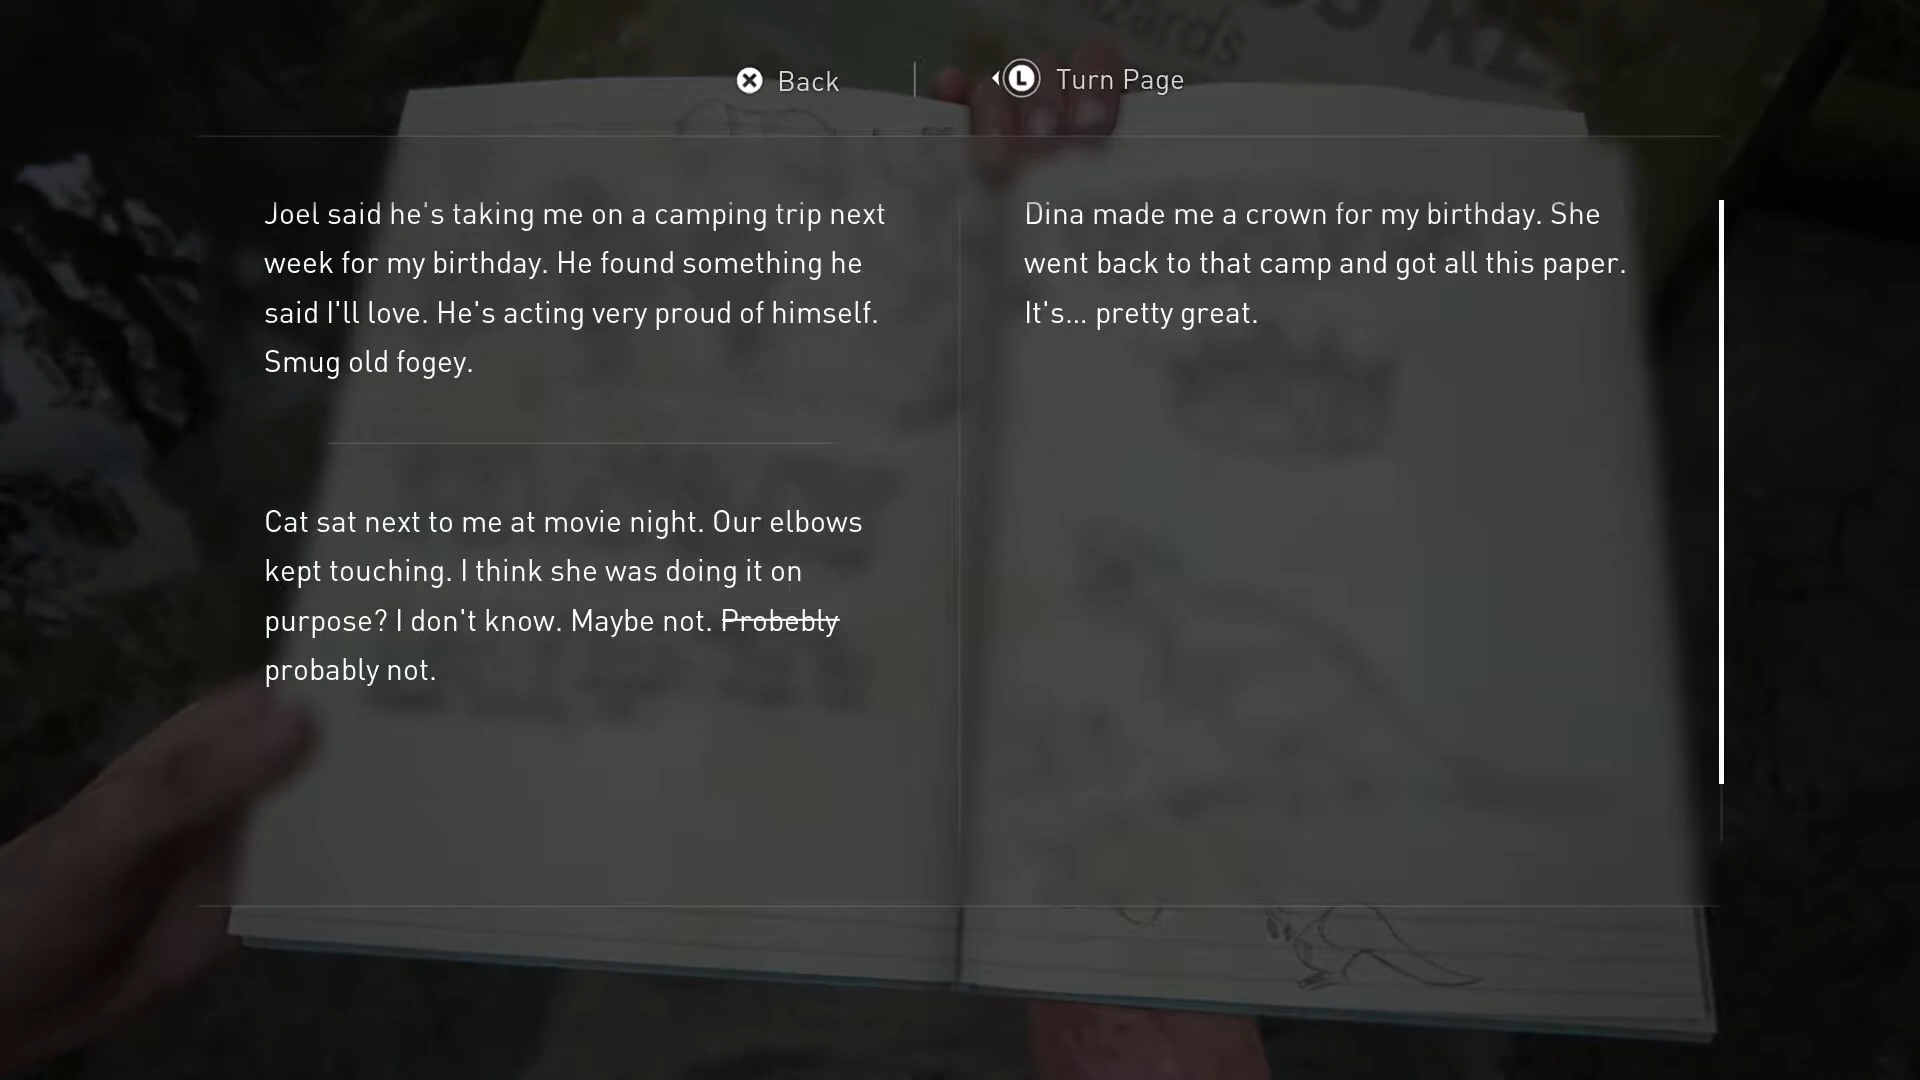 zards
Back
L
Turn Page
Joel said he's taking me on a camping trip next
week for my birthday. He found something he
said I'll love. He's acting very proud of himself.
Smug old fogey.
Cat sat next to me at movie night. Our elbows
kept touching. I think she was doing it on
purpose? I don't know. Maybe not. Probebly
probably not.
Dina made me a crown for my birthday. She
went back to that camp and got all this paper.
It's... pretty great.